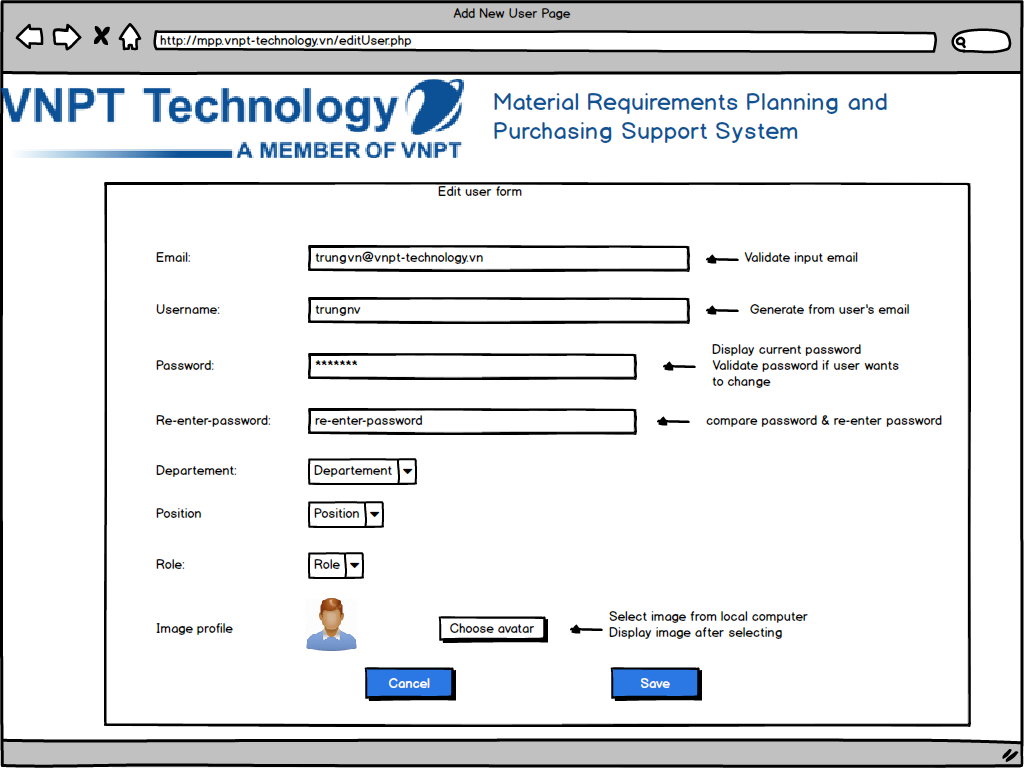 Add New User Page
http://mpp.vnpt-technology.vn/editUser.php
VNPT Technology
A MEMBER OF VNPT
Material Requirements Planning and
Purchasing Support System
Edit user form
Email:
trungvn@vnpt-technology.vn
Validate input email
Username:
trungnv
Generate from user's email
Password:
*******
Display current password
Validate password if user wants
to change
Re-enter-password:
re-enter-password
compare password & re-enter password
Departement:
Departement
Position
Position
Role:
Role
Image profile
Choose avatar
Select image from local computer
Display image after selecting
Cancel
Save